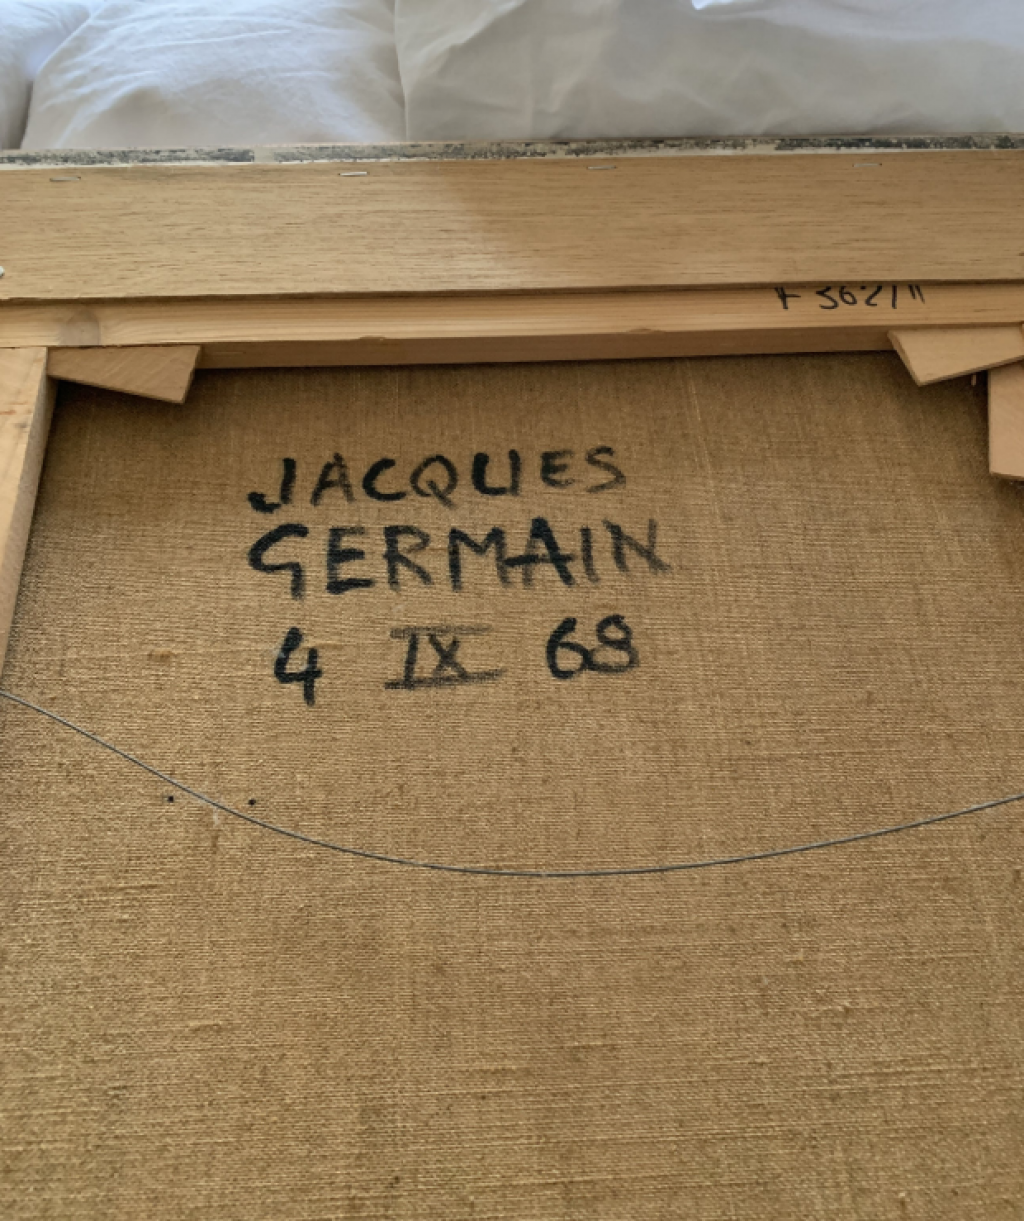 JACQUES
GERMAIN
4 IX 68